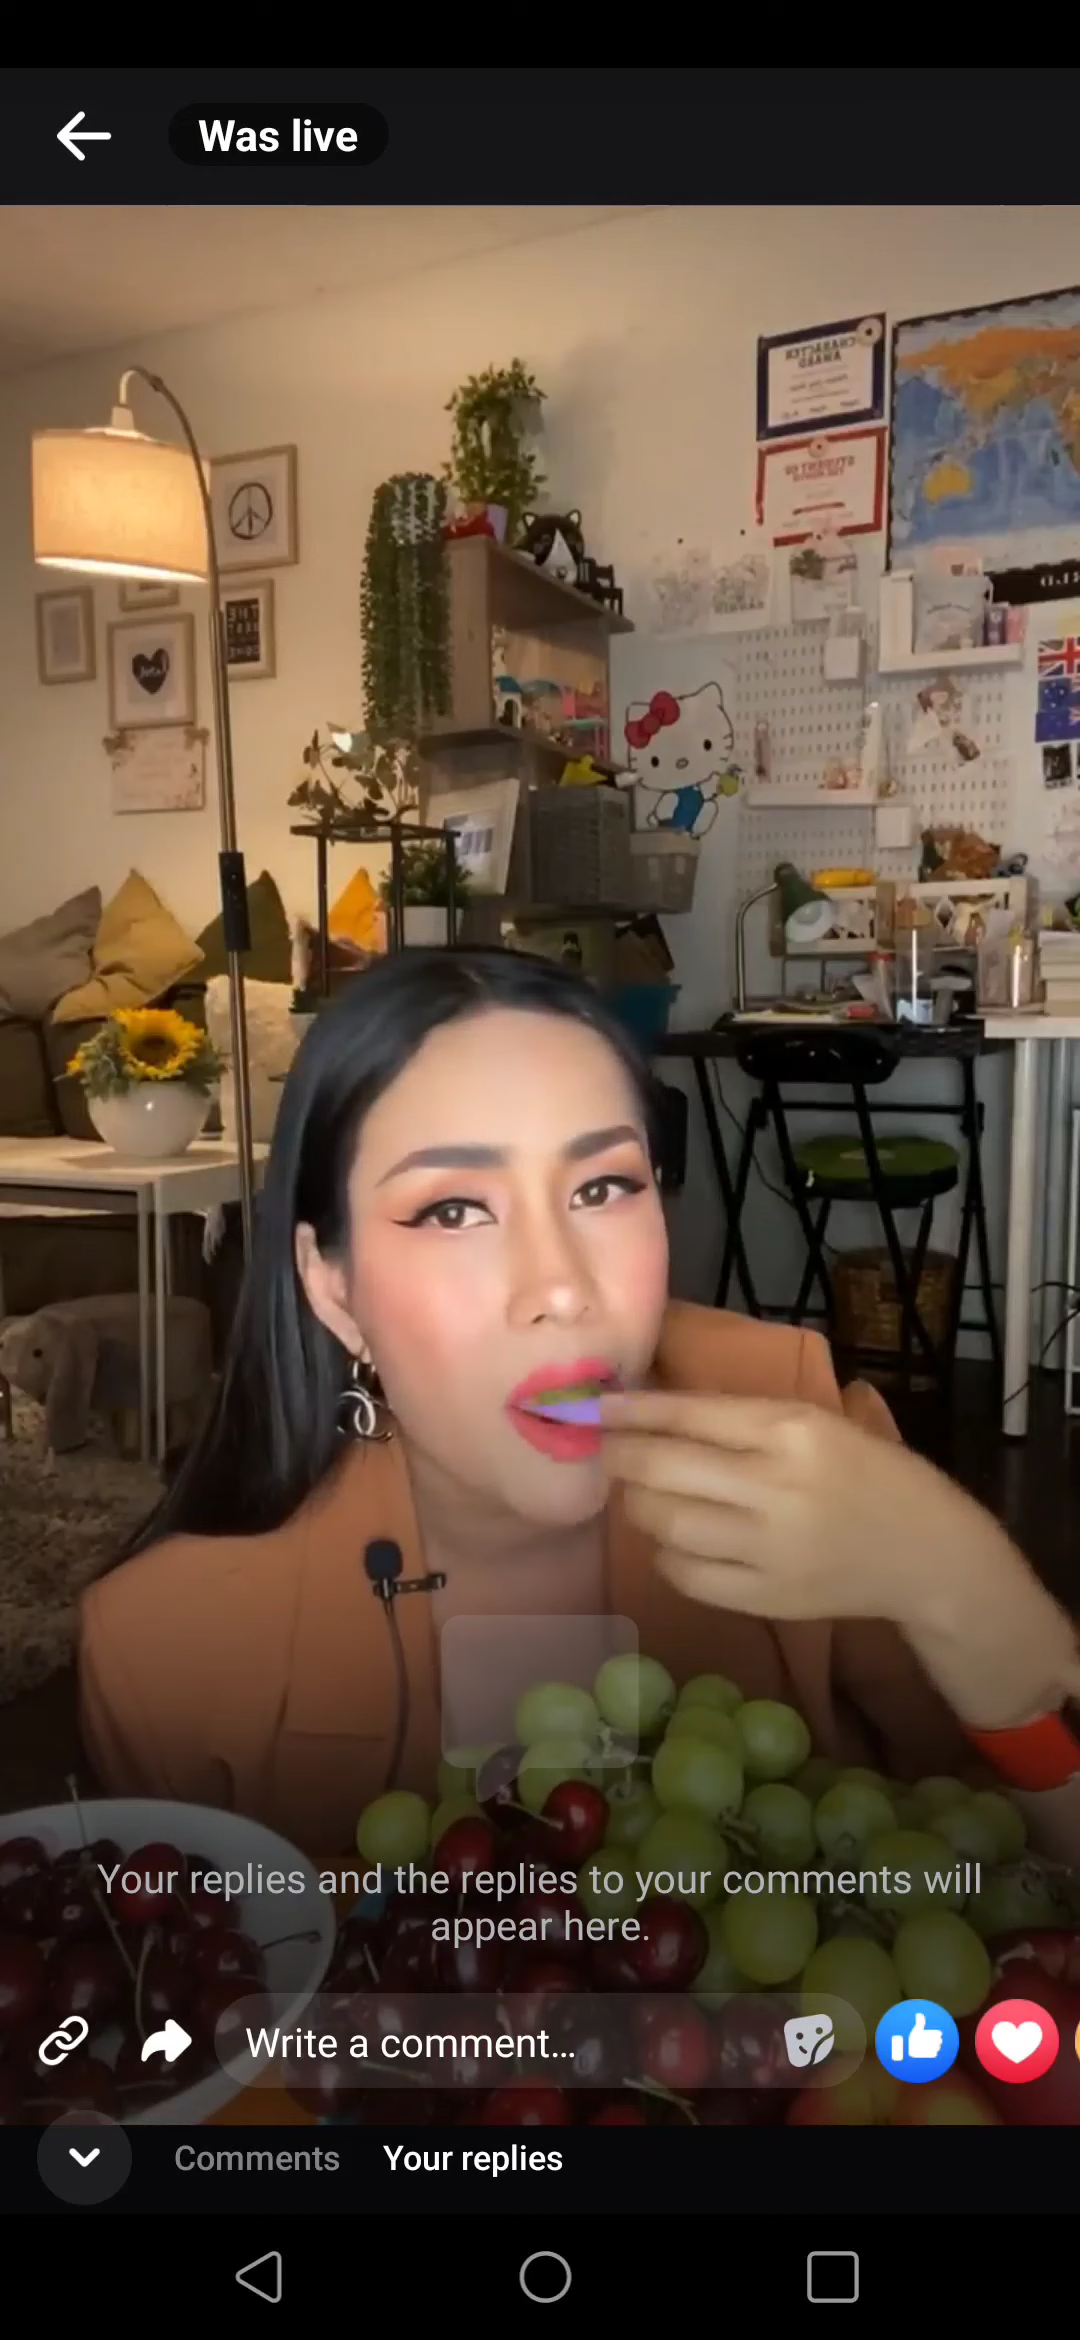 Was live
Your replies and the replies to your comments will
appear here.
Write a comment...
Comments
Your replies